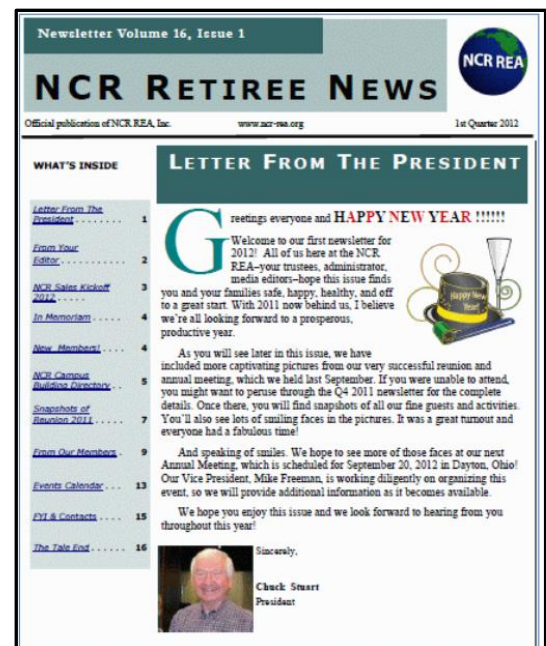 Newsletter Volume 16, Issue 1
NCR REA
NCR RETIREE NEWS
Official publication of NCR REA, Inc. www.ncr-rea.org 1st Quarter 2012
WHAT'S INSIDE
Letter From The
President . . . . . . . . 1
From Your
Editor . . . . . . . . . . . 2
NCR Sales Kickoff 3
2012 . . . . .
In Memoriam . . . . . 4
New Members! . . . . 4
NCR Campus
Building Directory . . 5
Snapshots of
Reunion 2011 . . . . . 7
From Our Members . 9
Events Calendar . . . 13
FYI & Contacts . . . . 15
The Tale End . . . . . . 16
LETTER FROM THE PRESIDENT
Greetings everyone and HAPPY NEW YEAR !!!!!!
Welcome to our first newsletter for
2012! All of us here at the NCR
REA–your trustees, administrator,
media editors–hope this issue finds
you and your families safe, happy, healthy, and off
to a great start. With 2011 now behind us, I believe
we're all looking forward to a prosperous,
productive year.
Happy New
Year!
As you will see later in this issue, we have
included more captivating pictures from our very successful reunion and
annual meeting, which we held last September. If you were unable to attend,
you might want to peruse through the Q4 2011 newsletter for the complete
details. Once there, you will find snapshots of all our fine guests and activities.
You'll also see lots of smiling faces in the pictures. It was a great turnout and
everyone had a fabulous time!
And speaking of smiles. We hope to see more of those faces at our next
Annual Meeting, which is scheduled for September 20, 2012 in Dayton, Ohio!
Our Vice President, Mike Freeman, is working diligently on organizing this
event, so we will provide additional information as it becomes available.
We hope you enjoy this issue and we look forward to hearing from you
throughout this year!
Sincerely,
Chuck Stuart
President